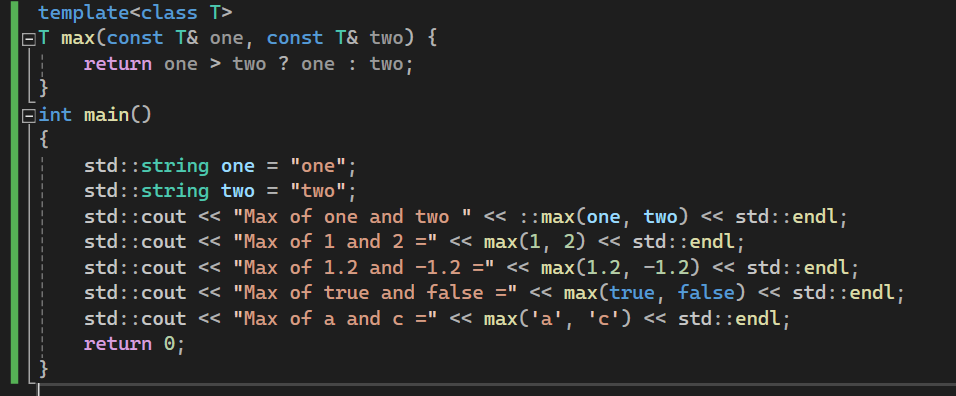 template<class T>
T max(const T& one, const T& two) {
    return one > two ? one : two;
}
int main()
{
    std::string one = "one";
    std::string two = "two";
    std::cout << "Max of one and two " << ::max(one, two) << std::endl;
    std::cout << "Max of 1 and 2 =" << max(1, 2) << std::endl;
    std::cout << "Max of 1.2 and -1.2 =" << max(1.2, -1.2) << std::endl;
    std::cout << "Max of true and false =" << max(true, false) << std::endl;
    std::cout << "Max of a and c =" << max('a', 'c') << std::endl;
    return 0;
}